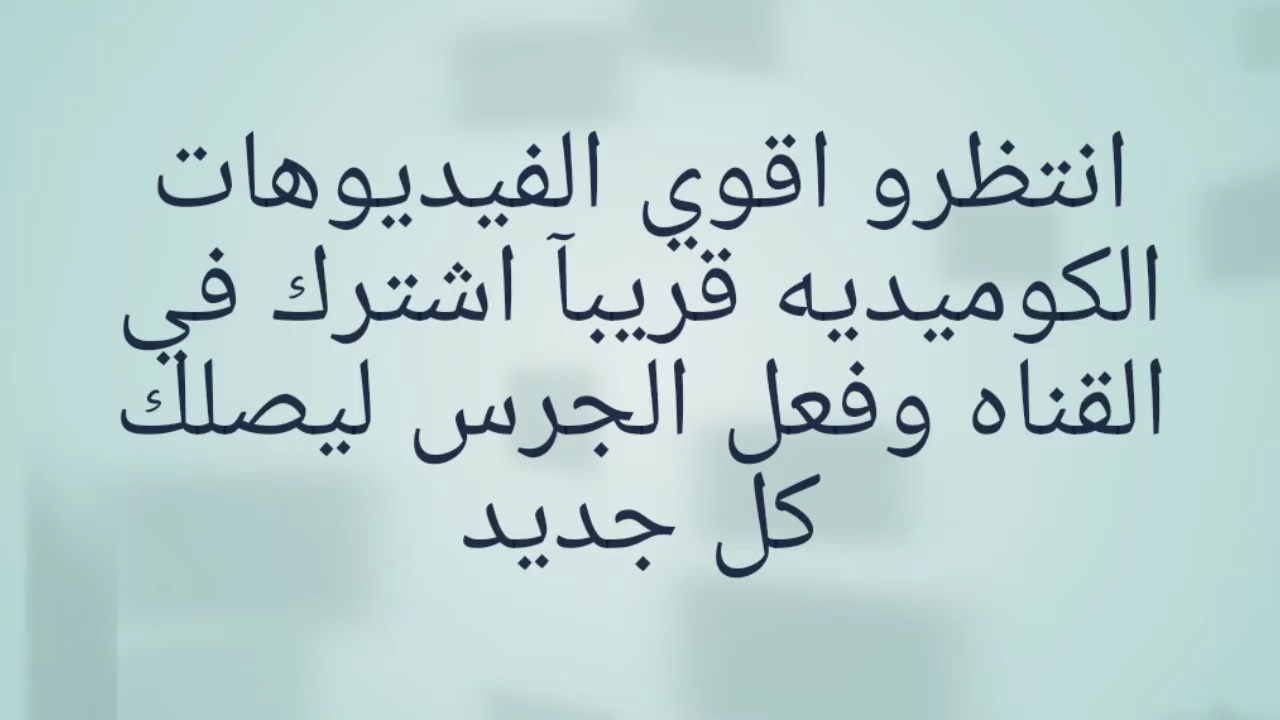 انتظرو اقوي الفيديوهات
الكوميديه قريبآ اشترك في
القناه وفعل الجرس ليصلك
كل جديد